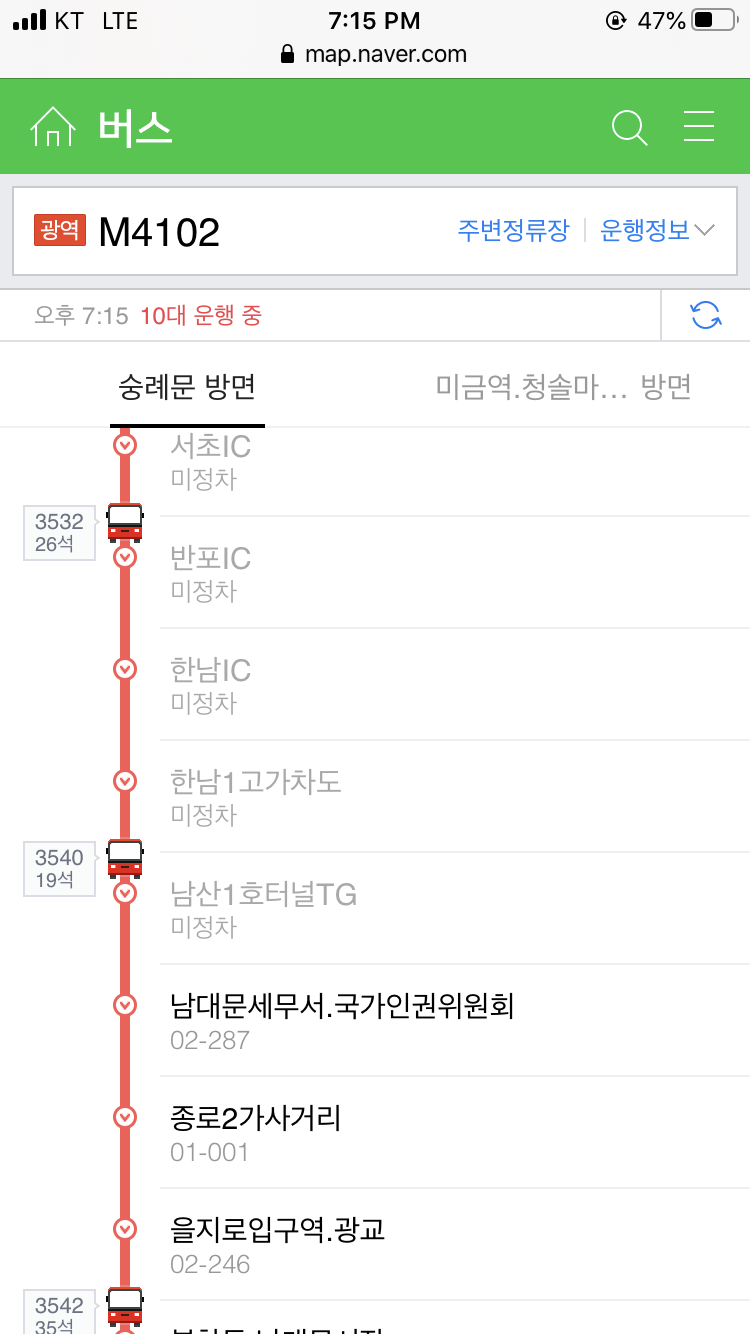 KT LTE 7:15 PM 47%
map.naver.com
버스
광역 M4102 주변정류장 운행정보
오후 7:15 10대 운행 중
숭례문 방면 미금역.청솔마... 방면
서초IC
미정차
3532
26석
반포IC
미정차
한남IC
미정차
한남1고가차도
미정차
3540
19석
남산1호터널TG
미정차
남대문세무서.국가인권위원회
02-287
종로2가사거리
01-001
을지로입구역.광교
02-246
3542
35석